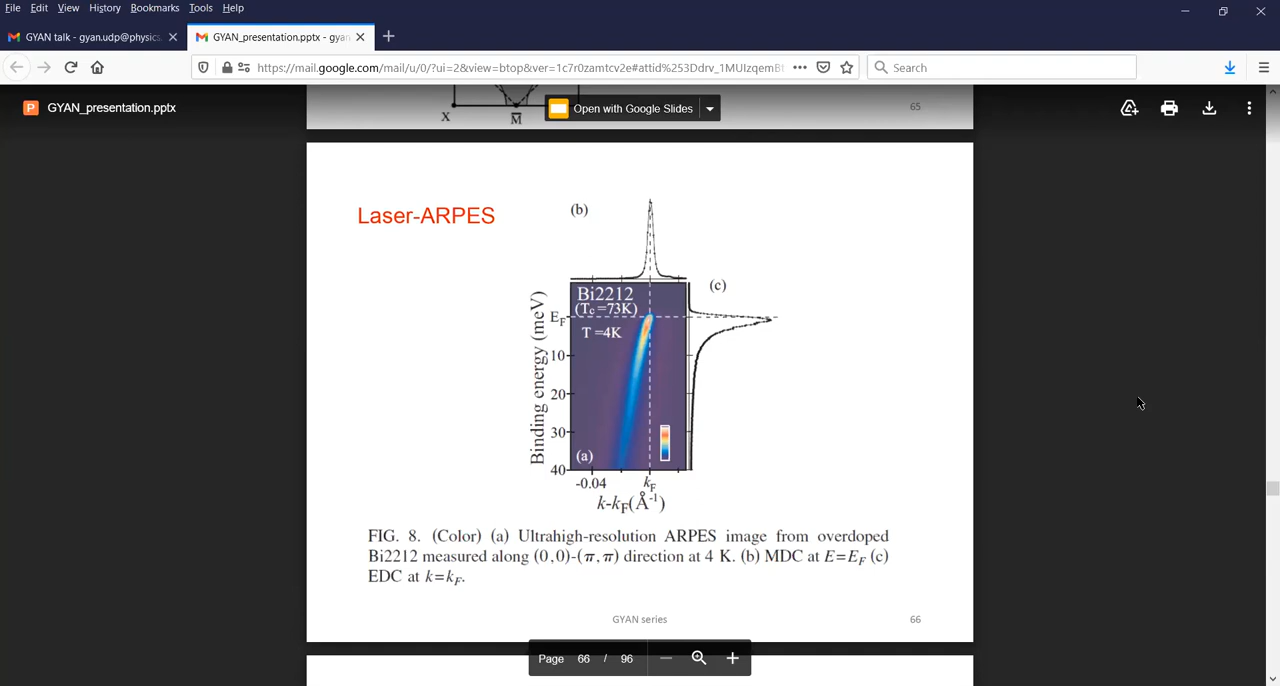 File Edit View History Bookmarks Tools Help
GYAN talk - gyan.udp@physics.
GYAN_presentation.pptx - gyan
https://mail.google.com/mail/u/0/?ui=2&view=btop&ver=1c7r0zamtcv2e#attid%253Ddrv_1MUIzqemB
Search
P GYAN_presentation.pptx
Open with Google Slides
X
M̅
65
Laser-ARPES
(b)
(c)
Bi2212
(Tc =73K)
T =4K
EF
10
20
30
40
Binding energy (meV)
(a)
-0.04 kF
k-kF(Å-1)
FIG. 8. (Color) (a) Ultrahigh-resolution ARPES image from overdoped
Bi2212 measured along (0,0)-(π,π) direction at 4 K. (b) MDC at E=EF (c)
EDC at k=kF.
GYAN series
66
Page 66 / 96